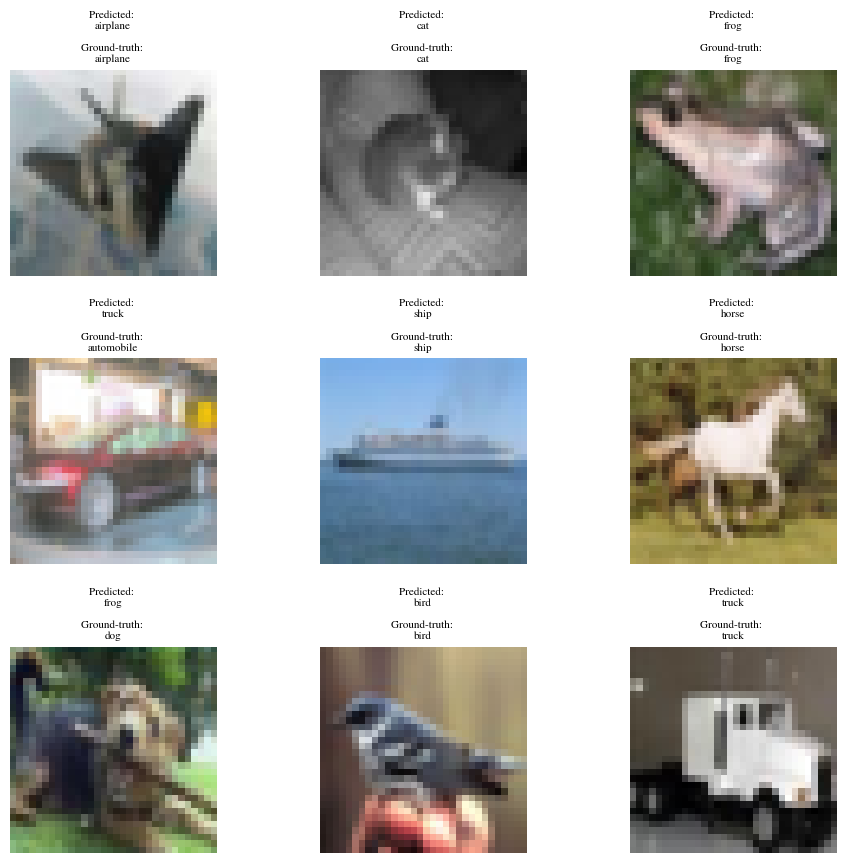 Predicted:
airplane
Ground-truth:
airplane
Predicted:
cat
Ground-truth:
cat
Predicted:
frog
Ground-truth:
frog
Predicted:
truck
Ground-truth:
automobile
Predicted:
ship
Ground-truth:
ship
Predicted:
horse
Ground-truth:
horse
Predicted:
frog
Ground-truth:
dog
Predicted:
bird
Ground-truth:
bird
Predicted:
truck
Ground-truth:
truck